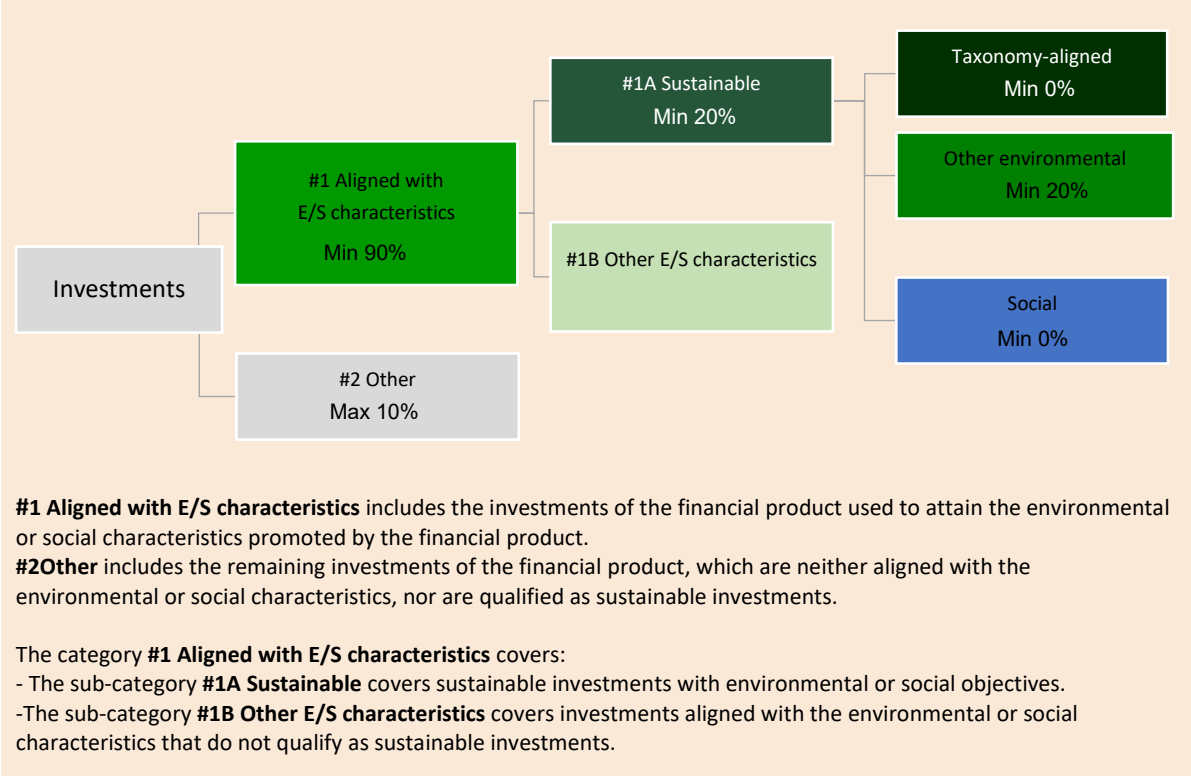 Investments
#1 Aligned with
E/S characteristics
Min 90%
#2 Other
Max 10%
#1A Sustainable
Min 20%
#1B Other E/S characteristics
Taxonomy-aligned
Min 0%
Other environmental
Min 20%
Social
Min 0%
#1 Aligned with E/S characteristics includes the investments of the financial product used to attain the environmental
or social characteristics promoted by the financial product.
#2Other includes the remaining investments of the financial product, which are neither aligned with the
environmental or social characteristics, nor are qualified as sustainable investments.
The category #1 Aligned with E/S characteristics covers:
- The sub-category #1A Sustainable covers sustainable investments with environmental or social objectives.
-The sub-category #1B Other E/S characteristics covers investments aligned with the environmental or social
characteristics that do not qualify as sustainable investments.